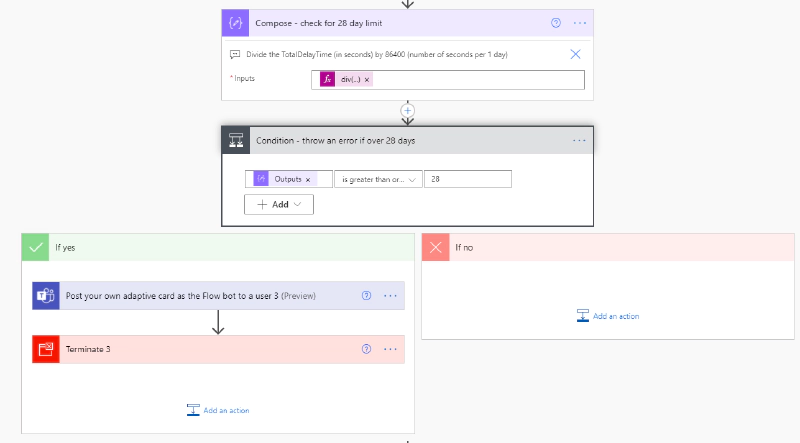 Compose - check for 28 day limit
Divide the TotalDelayTime (in seconds) by 86400 (number of seconds per 1 day)
* Inputs
fx div(...) ×
Condition - throw an error if over 28 days
Outputs × is greater than or... 28
+ Add
If yes
If no
Post your own adaptive card as the Flow bot to a user 3 (Preview)
Add an action
Terminate 3
Add an action